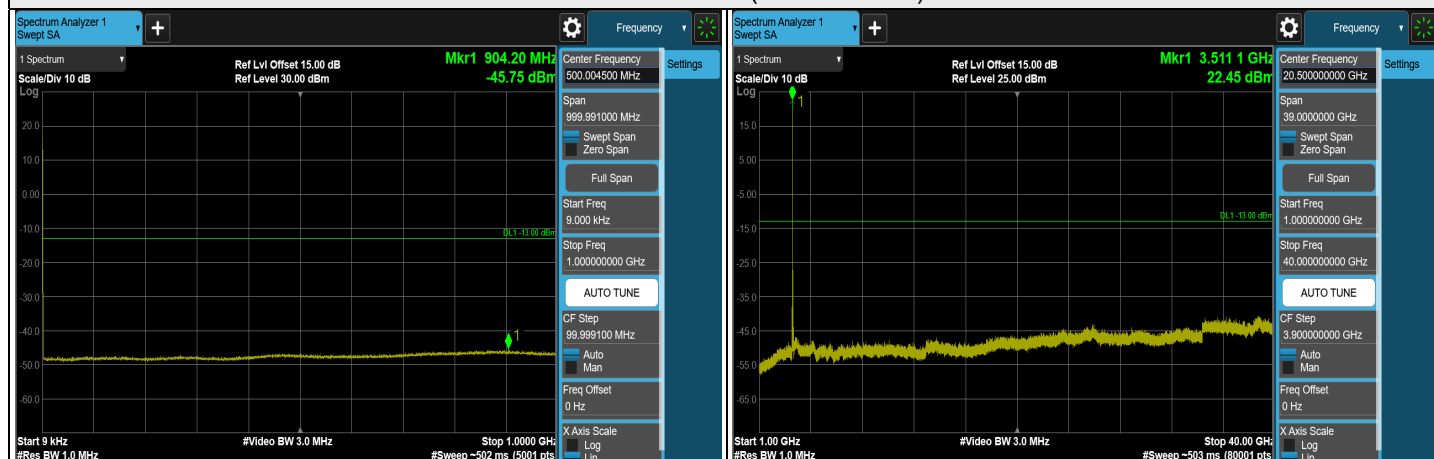 Spectrum Analyzer 1
Swept SA
+
Frequency
1 Spectrum
Scale/Div 10 dB
Log
Ref Lvl Offset 15.00 dB
Ref Level 30.00 dBm
Mkr1 904.20 MHz
-45.75 dBm
20.0
10.0
0.00
-10.0
-20.0
-30.0
-40.0
-50.0
-60.0
DL1 -13.00 dBm
1
Start 9 kHz
#Res BW 1.0 MHz
#Video BW 3.0 MHz
Stop 1.0000 GHz
#Sweep ~502 ms (5001 pts
Center Frequency
500.004500 MHz
Settings
Span
999.991000 MHz
Swept Span
Zero Span
Full Span
Start Freq
9.000 kHz
Stop Freq
1.000000000 GHz
AUTO TUNE
CF Step
99.999100 MHz
Auto
Man
Freq Offset
0 Hz
X Axis Scale
Log
Lin
Spectrum Analyzer 1
Swept SA
+
Frequency
1 Spectrum
Scale/Div 10 dB
Log
Ref Lvl Offset 15.00 dB
Ref Level 25.00 dBm
Mkr1 3.511 1 GHz
22.45 dBm
15.0
5.00
-5.00
-15.0
-25.0
-35.0
-45.0
-55.0
-65.0
DL1 -13.00 dBm
1
Start 1.00 GHz
#Res BW 1.0 MHz
#Video BW 3.0 MHz
Stop 40.00 GHz
#Sweep ~503 ms (80001 pts
Center Frequency
20.500000000 GHz
Settings
Span
39.0000000 GHz
Swept Span
Zero Span
Full Span
Start Freq
1.000000000 GHz
Stop Freq
40.000000000 GHz
AUTO TUNE
CF Step
3.900000000 GHz
Auto
Man
Freq Offset
0 Hz
X Axis Scale
Log
Lin